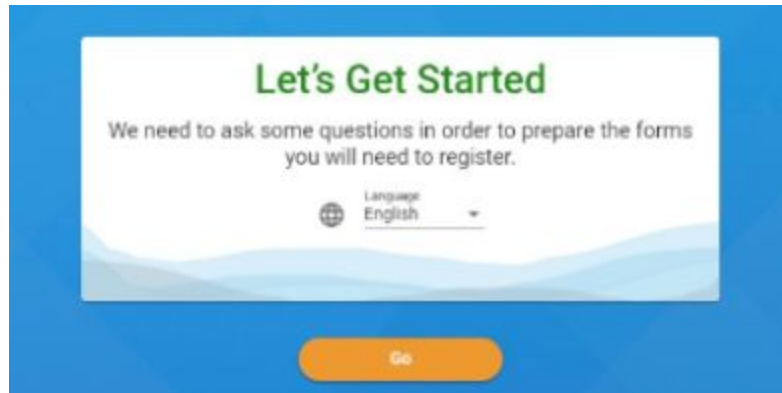 Let's Get Started
We need to ask some questions in order to prepare the forms
you will need to register.
Language
English
Go